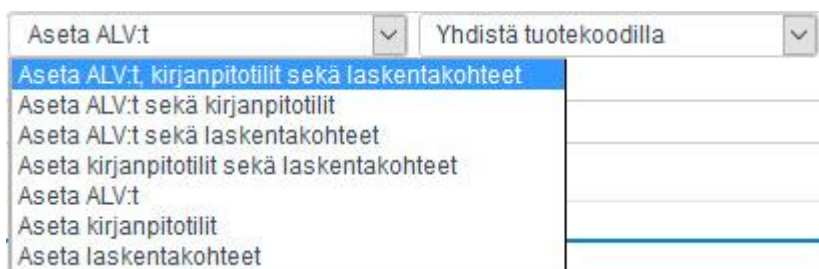 Aseta ALV:t Yhdistä tuotekoodilla
Aseta ALV:t, kirjanpitotilit sekä laskentakohteet
Aseta ALV:t sekä kirjanpitotilit
Aseta ALV:t sekä laskentakohteet
Aseta kirjanpitotilit sekä laskentakohteet
Aseta ALV:t
Aseta kirjanpitotilit
Aseta laskentakohteet